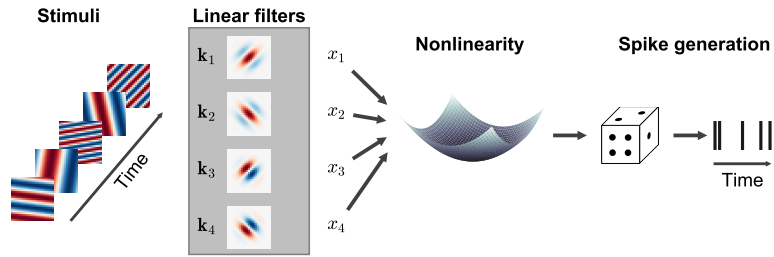 Stimuli
Linear filters
Nonlinearity
Spike generation
k1
x1
k2
x2
k3
x3
k4
x4
Time
Time